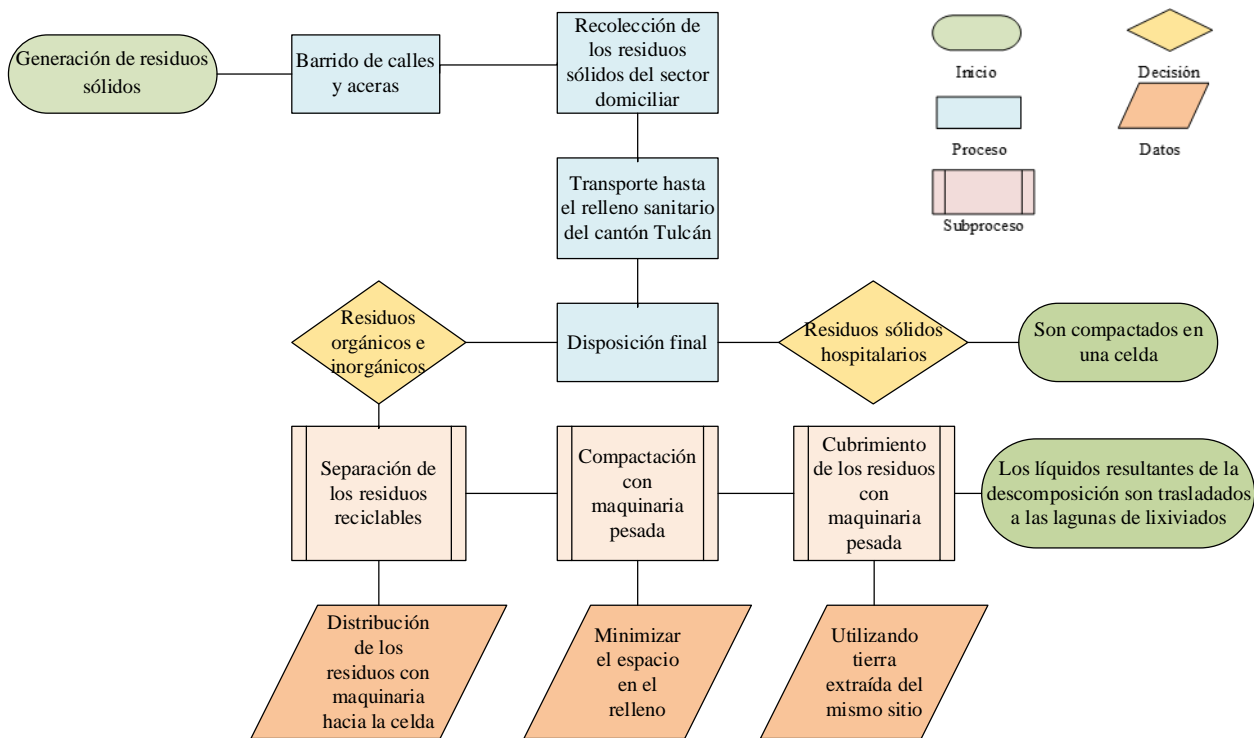 Generación de residuos
sólidos
Barrido de calles
y aceras
Recolección de
los residuos
sólidos del sector
domiciliar
Inicio
Decisión
Proceso
Datos
Subproceso
Transporte hasta
el relleno sanitario
del cantón Tulcán
Residuos
orgánicos e
inorgánicos
Disposición final
Residuos sólidos
hospitalarios
Son compactados en
una celda
Separación de
los residuos
reciclables
Compactación
con
maquinaria
pesada
Cubrimiento
de los residuos
con
maquinaria
pesada
Los líquidos resultantes de la
descomposición son trasladados
a las lagunas de lixiviados
Distribución
de los
residuos con
maquinaria
hacia la celda
Minimizar
el espacio
en el
relleno
Utilizando
tierra
extraída del
mismo sitio